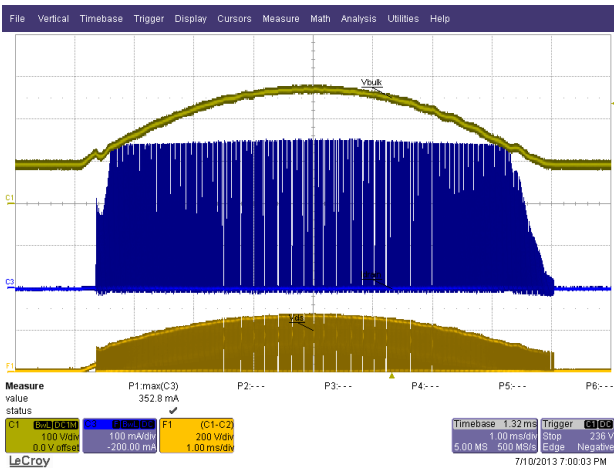 File Vertical Timebase Trigger Display Cursors Measure Math Analysis Utilities Help
Vbulk
C1
C3
Vds
F1
Measure P1:max(C3) P2:- - - P3:- - - P4:- - - P5:- - - P6:- - -
value 352.8 mA
status ✔
C1 BwL DC1M
100 V/div
0.0 V offset
100 mA/div
-200.00 mA
F1 (C1-C2)
200 V/div
1.00 ms/div
Timebase 1.32 ms
1.00 ms/div
5.00 MS 500 MS/s
Trigger C1 DC
Stop 236 V
Edge Negative
LeCroy
7/10/2013 7:00:03 PM